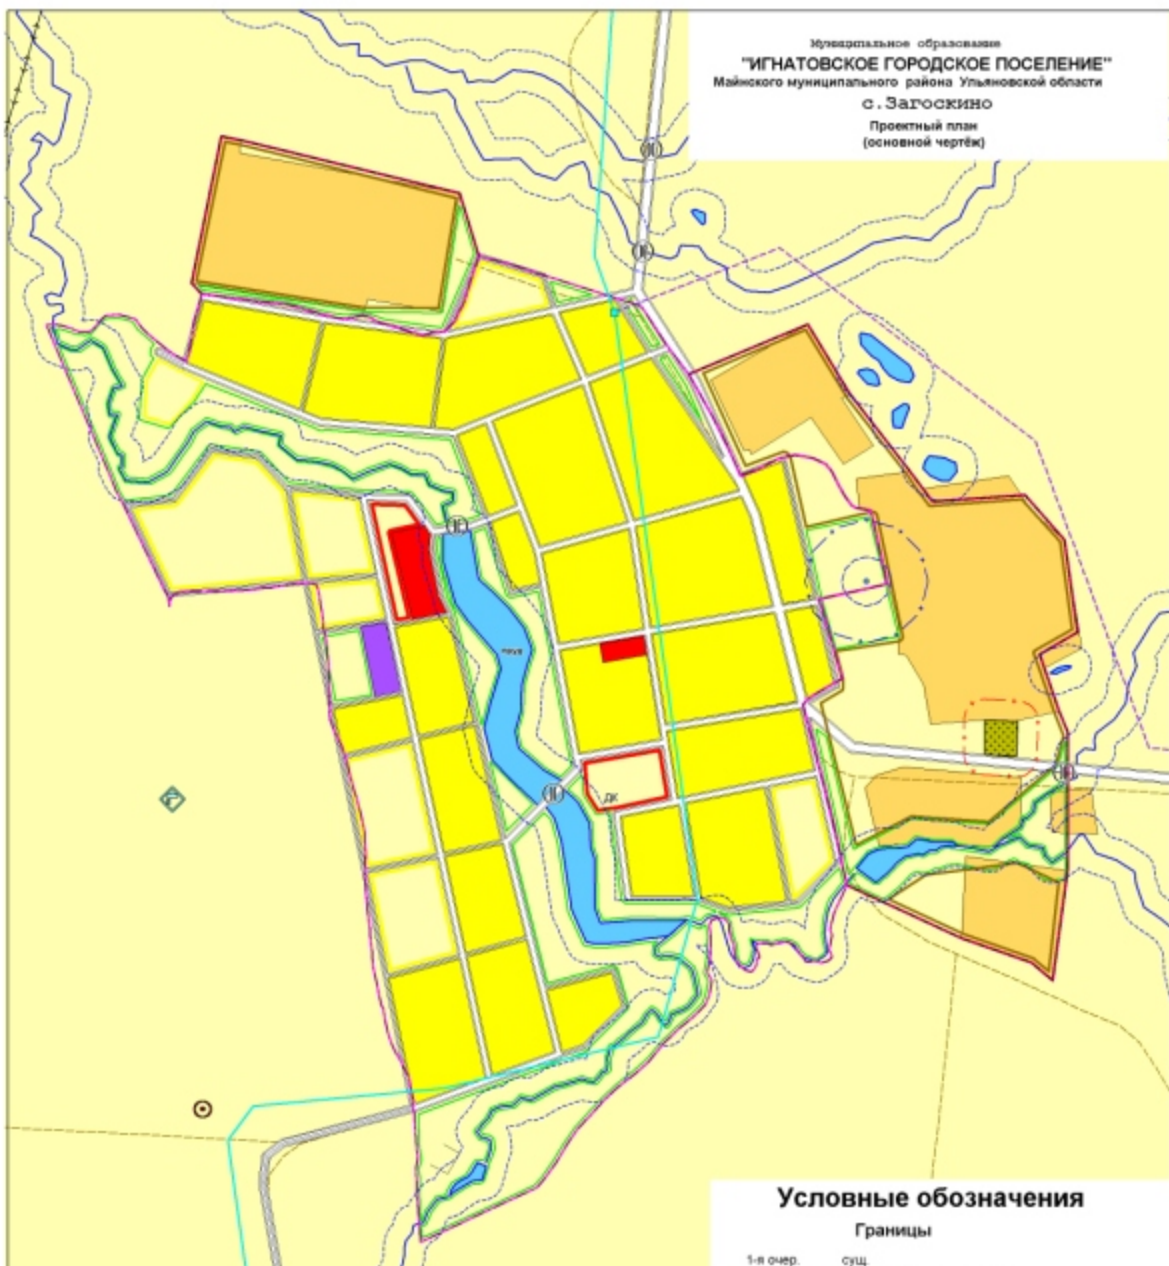 Муниципальное образование
"ИГНАТОВСКОЕ ГОРОДСКОЕ ПОСЕЛЕНИЕ"
Майнского муниципального района Ульяновской области
с.Загоскино
Проектный план
(основной чертёж)
ДК
Условные обозначения
Границы
1-я очер. сущ.